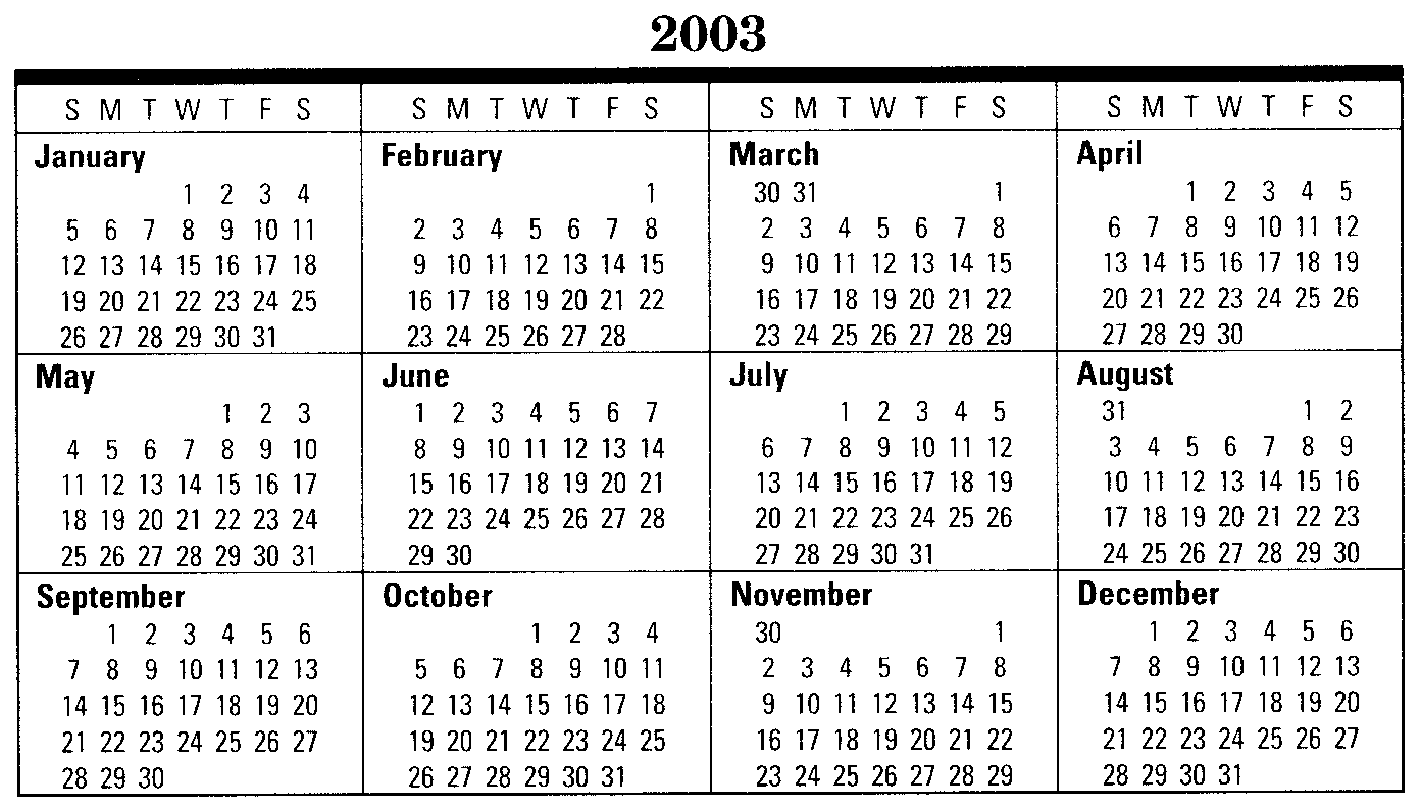 2003
S M T W T F S S M T W T F S S M T W T F S S M T W T F S
January February March April
1 2 3 4 1 30 31 1 1 2 3 4 5
5 6 7 8 9 10 11 2 3 4 5 6 7 8 2 3 4 5 6 7 8 6 7 8 9 10 11 12
12 13 14 15 16 17 18 9 10 11 12 13 14 15 9 10 11 12 13 14 15 13 14 15 16 17 18 19
19 20 21 22 23 24 25 16 17 18 19 20 21 22 16 17 18 19 20 21 22 20 21 22 23 24 25 26
26 27 28 29 30 31 23 24 25 26 27 28 23 24 25 26 27 28 29 27 28 29 30
May June July August
1 2 3 1 2 3 4 5 6 7 1 2 3 4 5 31 1 2
4 5 6 7 8 9 10 8 9 10 11 12 13 14 6 7 8 9 10 11 12 3 4 5 6 7 8 9
11 12 13 14 15 16 17 15 16 17 18 19 20 21 13 14 15 16 17 18 19 10 11 12 13 14 15 16
18 19 20 21 22 23 24 22 23 24 25 26 27 28 20 21 22 23 24 25 26 17 18 19 20 21 22 23
25 26 27 28 29 30 31 29 30 27 28 29 30 31 24 25 26 27 28 29 30
September October November December
1 2 3 4 5 6 1 2 3 4 30 1 1 2 3 4 5 6
7 8 9 10 11 12 13 5 6 7 8 9 10 11 2 3 4 5 6 7 8 7 8 9 10 11 12 13
14 15 16 17 18 19 20 12 13 14 15 16 17 18 9 10 11 12 13 14 15 14 15 16 17 18 19 20
21 22 23 24 25 26 27 19 20 21 22 23 24 25 16 17 18 19 20 21 22 21 22 23 24 25 26 27
28 29 30 26 27 28 29 30 31 23 24 25 26 27 28 29 28 29 30 31